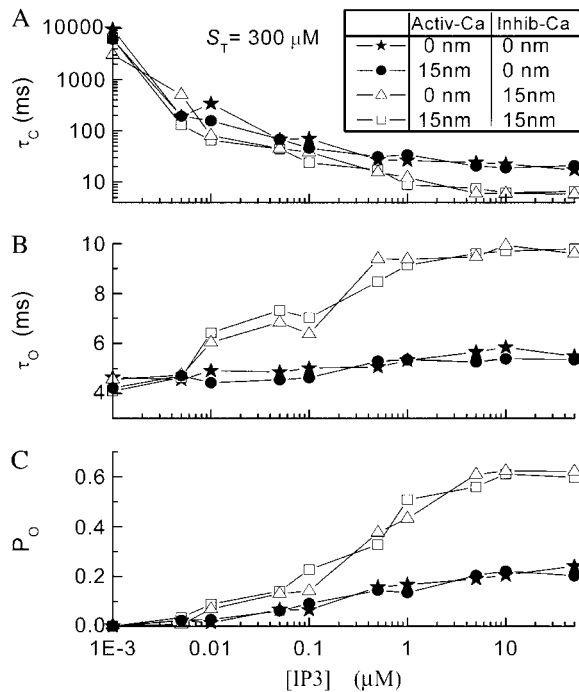 A
S_T = 300 μM
Activ-Ca Inhib-Ca
0 nm 0 nm
15nm 0 nm
0 nm 15nm
15nm 15nm
τ_C (ms)
10000
1000
100
10
B
τ_O (ms)
10
8
6
4
C
P_O
0.6
0.4
0.2
0.0
1E-3 0.01 0.1 1 10
[IP3] (μM)